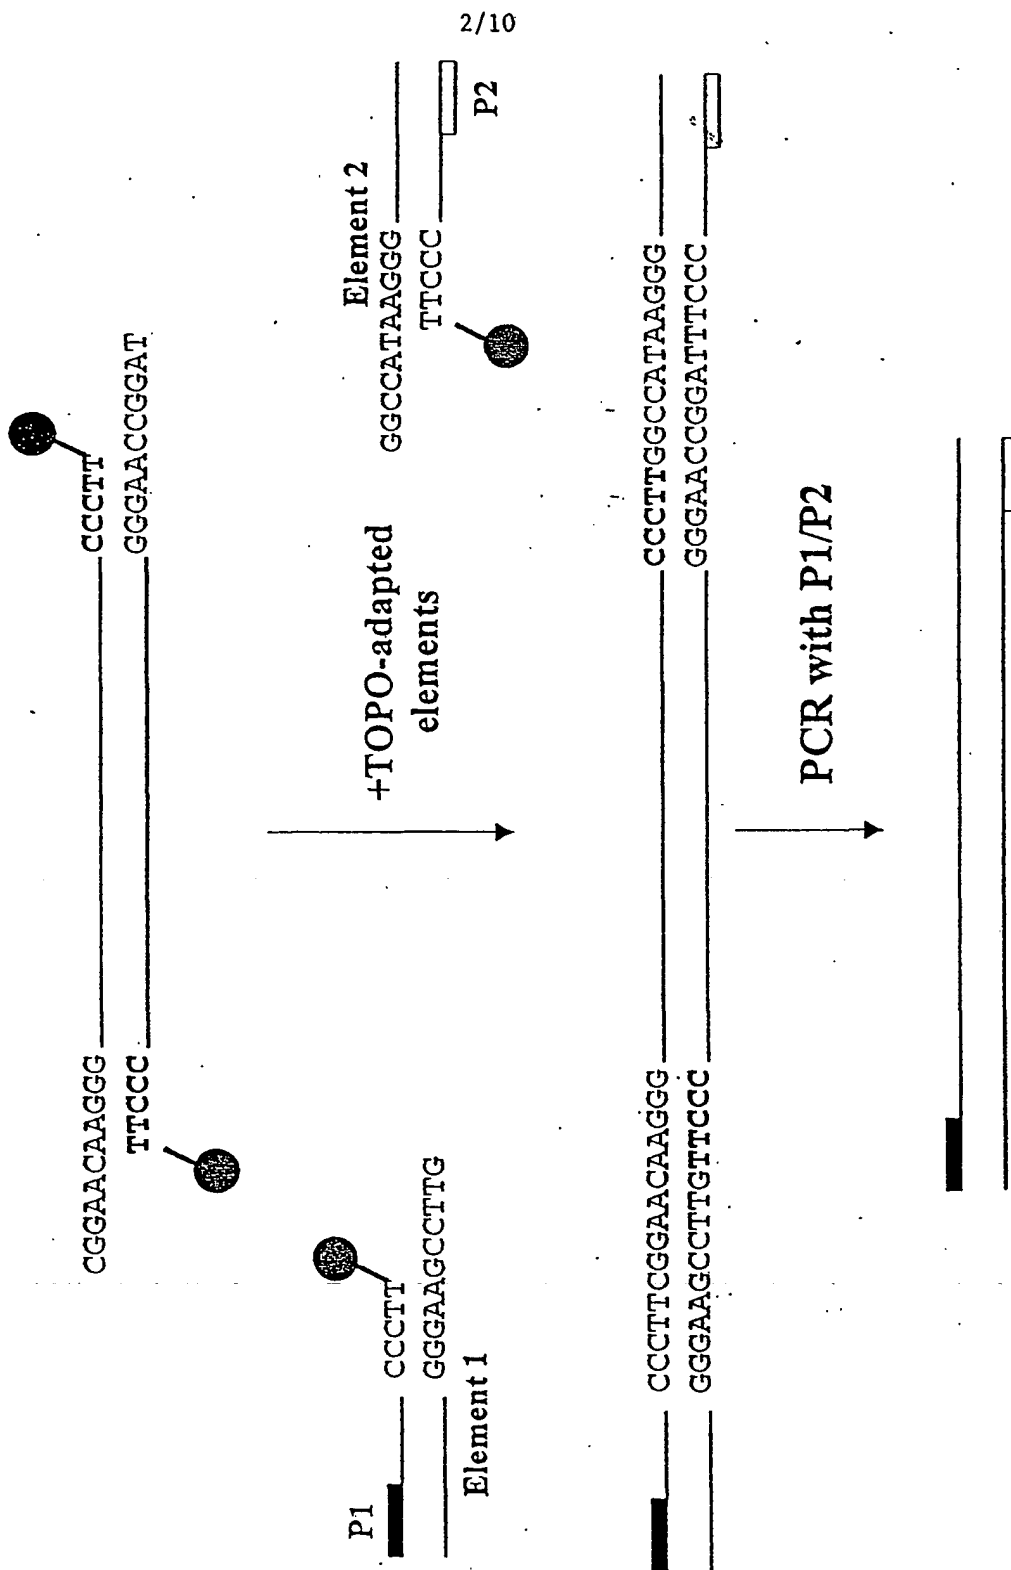 2/10
CGGAACAAGGG
CCCTT
TTCCC
GGGAACCGGAT
+TOPO-adapted
elements
P1
CCCTT
GGGAAGCCTTG
Element 1
Element 2
GGCCATAAGGG
TTCCC
P2
CCCTTCGGAACAAGGG
CCCTTGGCCATAAGGG
GGGAAGCCTTGTTCCC
GGGAACCGGATTTCCC
PCR with P1/P2